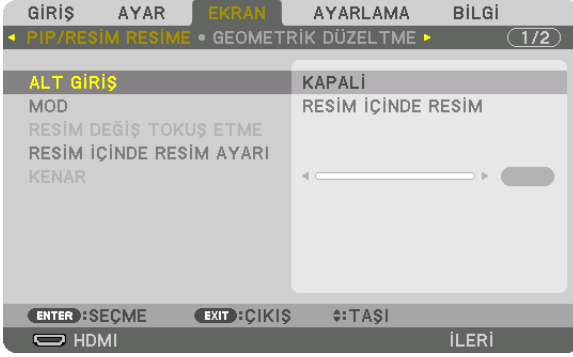 GİRİŞ AYAR EKRAN AYARLAMA BİLGİ
PIP/RESİM RESİME • GEOMETRİK DÜZELTME 1/2
ALT GİRİŞ KAPALI
MOD RESİM İÇİNDE RESİM
RESİM DEĞİŞ TOKUŞ ETME
RESİM İÇİNDE RESİM AYARI
KENAR
ENTER :SEÇME EXIT :ÇIKIŞ :TAŞI
HDMI İLERİ